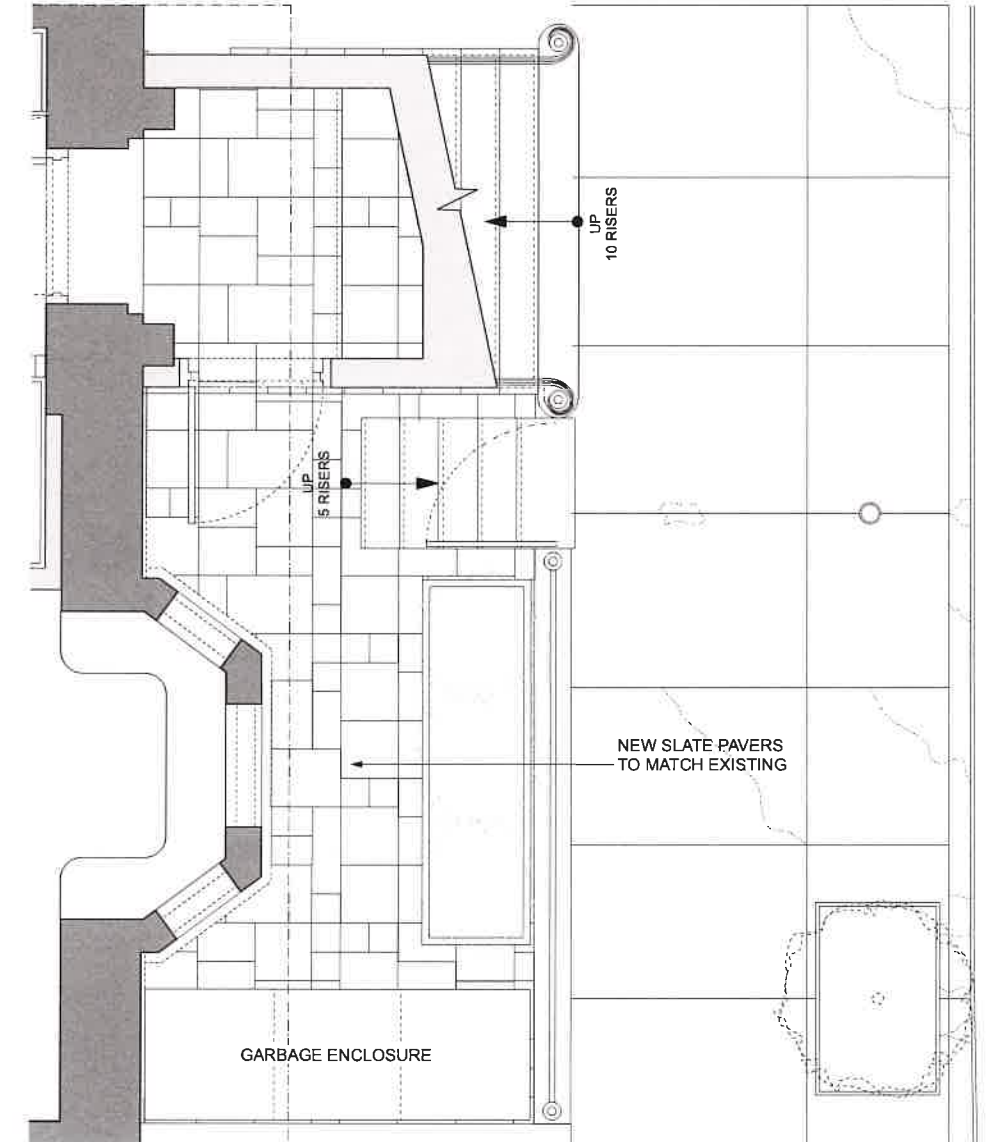 UP
10 RISERS
UP
5 RISERS
NEW SLATE PAVERS
TO MATCH EXISTING
GARBAGE ENCLOSURE